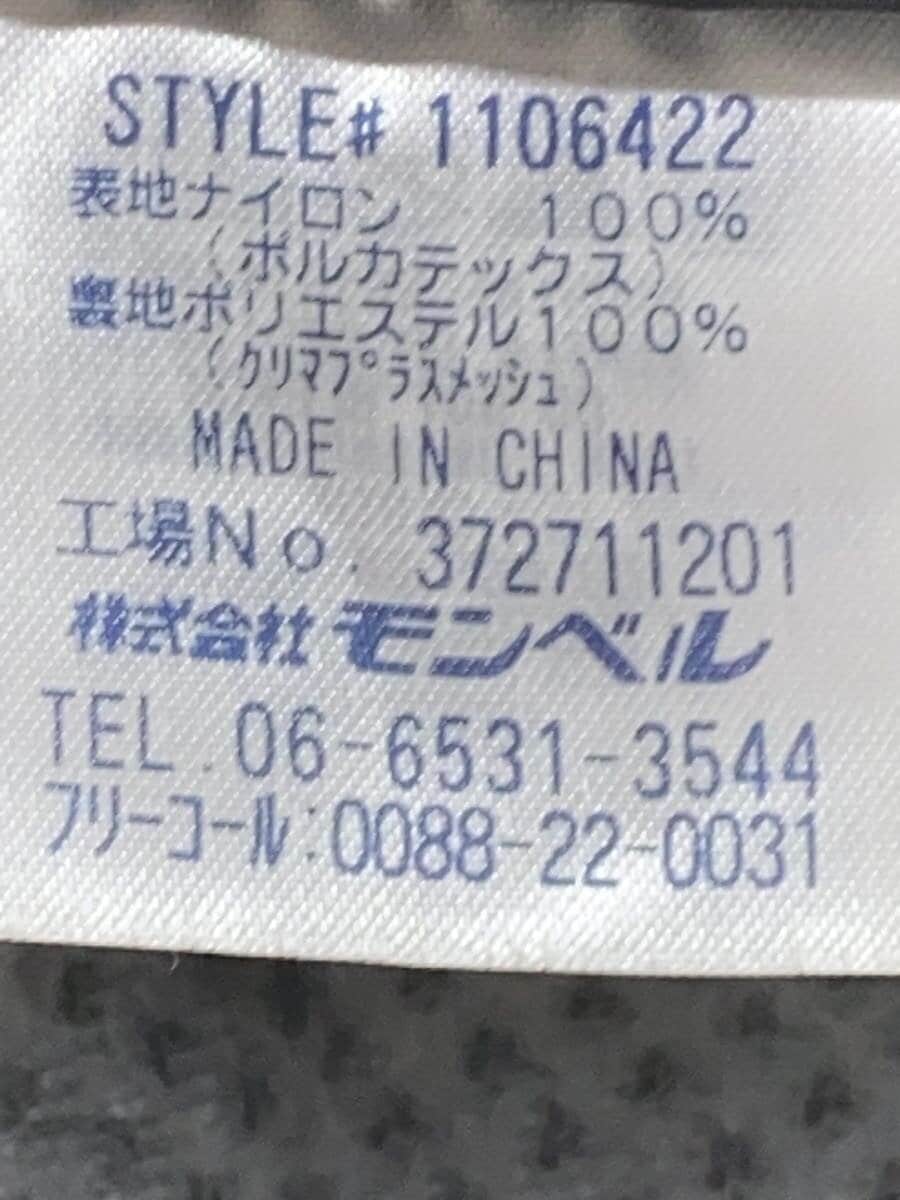 STYLE# 1106422
表地ナイロン 100%
(ポルカテックス)
裏地ポリエステル100%
(クリマプラスメッシュ)
MADE IN CHINA
工場No. 372711201
株式会社モンベル
TEL.06-6531-3544
フリーコール:0088-22-0031